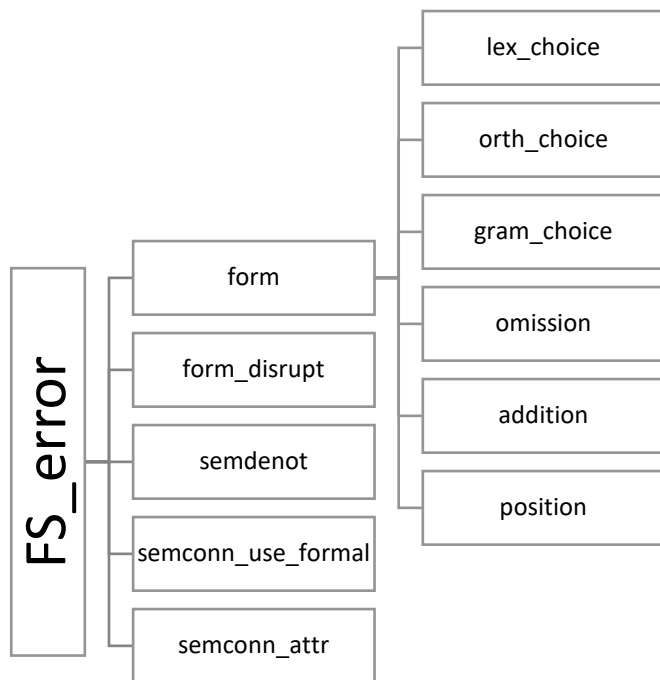 FS_error
form
form_disrupt
semdenot
semconn_use_formal
semconn_attr
lex_choice
orth_choice
gram_choice
omission
addition
position